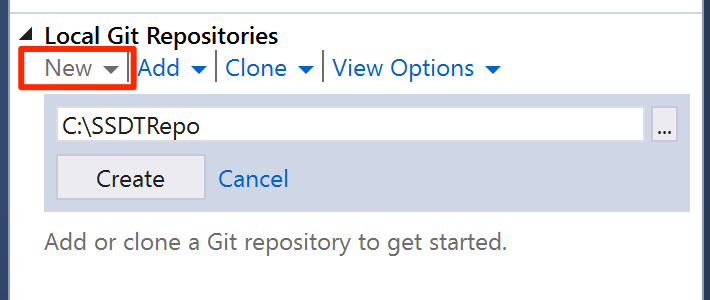 Local Git Repositories
New Add Clone View Options
C:\SSDTRepo ...
Create Cancel
Add or clone a Git repository to get started.